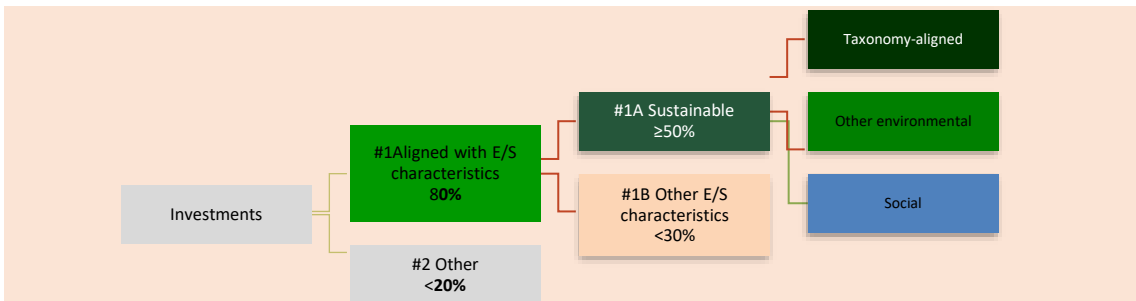 Investments
#1Aligned with E/S
characteristics
80%
#2 Other
<20%
#1A Sustainable
≥50%
#1B Other E/S
characteristics
<30%
Taxonomy-aligned
Other environmental
Social